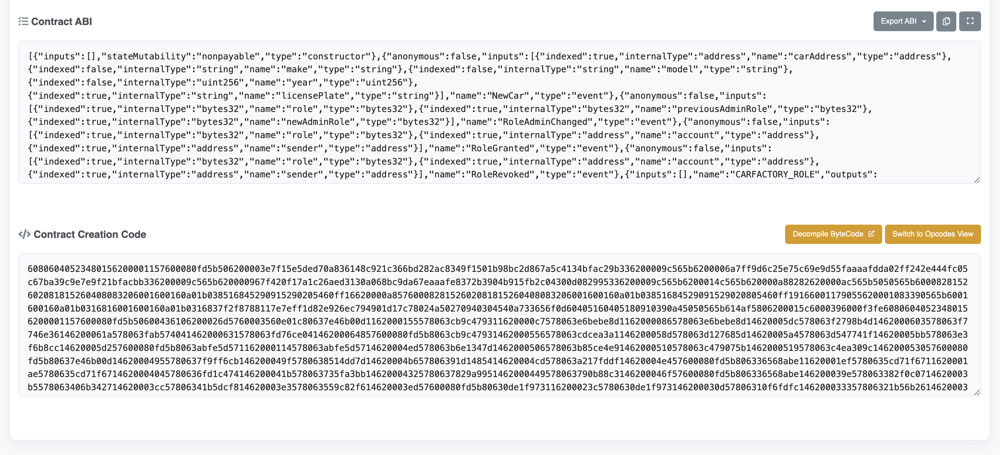 Contract ABI
Export ABI
[{"inputs":[],"stateMutability":"nonpayable","type":"constructor"},{"anonymous":false,"inputs":[{"indexed":true,"internalType":"address","name":"carAddress","type":"address"},
{"indexed":false,"internalType":"string","name":"make","type":"string"},{"indexed":false,"internalType":"string","name":"model","type":"string"},
{"indexed":false,"internalType":"uint256","name":"year","type":"uint256"},
{"indexed":true,"internalType":"string","name":"licensePlate","type":"string"}],"name":"NewCar","type":"event"},{"anonymous":false,"inputs":
[{"indexed":true,"internalType":"bytes32","name":"role","type":"bytes32"},{"indexed":true,"internalType":"bytes32","name":"previousAdminRole","type":"bytes32"},
{"indexed":true,"internalType":"bytes32","name":"newAdminRole","type":"bytes32"}],"name":"RoleAdminChanged","type":"event"},{"anonymous":false,"inputs":
[{"indexed":true,"internalType":"bytes32","name":"role","type":"bytes32"},{"indexed":true,"internalType":"address","name":"account","type":"address"},
{"indexed":true,"internalType":"address","name":"sender","type":"address"}],"name":"RoleGranted","type":"event"},{"anonymous":false,"inputs":
[{"indexed":true,"internalType":"bytes32","name":"role","type":"bytes32"},{"indexed":true,"internalType":"address","name":"account","type":"address"},
{"indexed":true,"internalType":"address","name":"sender","type":"address"}],"name":"RoleRevoked","type":"event"},{"inputs":[],"name":"CARFACTORY_ROLE","outputs":
Contract Creation Code
Decompile ByteCode
Switch to Opcodes View
60806040523480156200001157600080fd5b506200003e7f15e5ded70a836148c921c366bd282ac8349f1501b98bc2d867a5c4134bfac29b336200009c565b6200006a7ff9d6c25e75c69e9d55faaaafdda02ff242e444fc05
c67ba39c9e7e9f21bfacbb336200009c565b620000967f420f17a1c26aed3130a068bc9da67eaaafe8372b3904b915fb2c04300d082995336200009c565b6200014c565b620000a88282620000ac565b5050565b6000828152
602081815260408083206001600160a01b038516845290915290205460ff16620000a8576000828152602081815260408083206001600160a01b03851684529091529020805460ff19166001179055620001083390565b6001
600160a01b0316816001600160a01b0316837f2f8788117e7eff1d82e926ec794901d17c78024a50270940304540a733656f0d60405160405180910390a45050565b614af5806200015c6000396000f3fe6080604052348015
6200001157600080fd5b50600436106200026d5760003560e01c80637e46b00d1162000155578063cb9c479311620000c7578063e6bebe8d1162000086578063e6bebe8d14620005dc578063f2798b4d1462000603578063f7
746e36146200061a578063fab574041462000631578063fd76ce04146200064857600080fd5b8063cb9c47931462000556578063cdcea3a1146200058d578063d127685d14620005a4578063d547741f14620005bb578063e3
f6b8cc14620005d257600080fd5b8063abfe5d571162000114578063abfe5d5714620004ed578063b6e1347d1462000506578063b85ce4e91462000510578063c479075b1462000519578063c4ea309c146200053057600080
fd5b80637e46b00d14620004955780637f9ff6cb146200049f5780638514dd7d14620004b657806391d1485414620004cd578063a217fddf14620004e457600080fd5b806336568abe11620001ef5780635cd71f6711620001
ae5780635cd71f6714620004045780636fd1c474146200041b578063735fa3bb14620004325780637829a995146200044957​8063790b88c3146200046f57600080fd5b806336568abe146200039e578063382f0c0714620003
b5578063406b342714620003cc57806341b5dcf814620003e3578063559c82f614620003ed57600080fd5b80630de1f973116200023c5780630de1f973146200030d57806310f6fdfc146200033357806321b56b2614620003